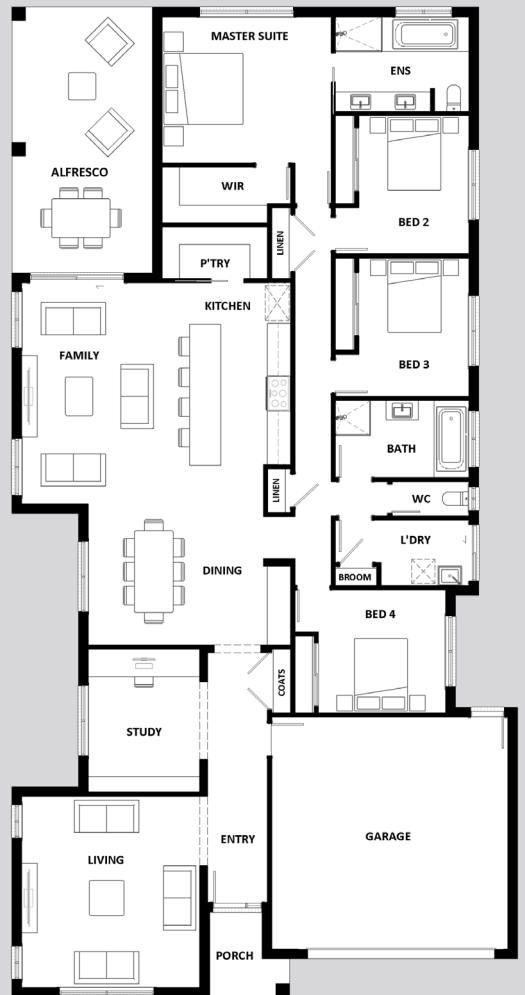 MASTER SUITE
ENS
ALFRESCO
WIR
BED 2
LINEN
P'TRY
KITCHEN
FAMILY
BED 3
BATH
LINEN
WC
L'DRY
DINING
BROOM
BED 4
COATS
STUDY
GARAGE
ENTRY
LIVING
PORCH